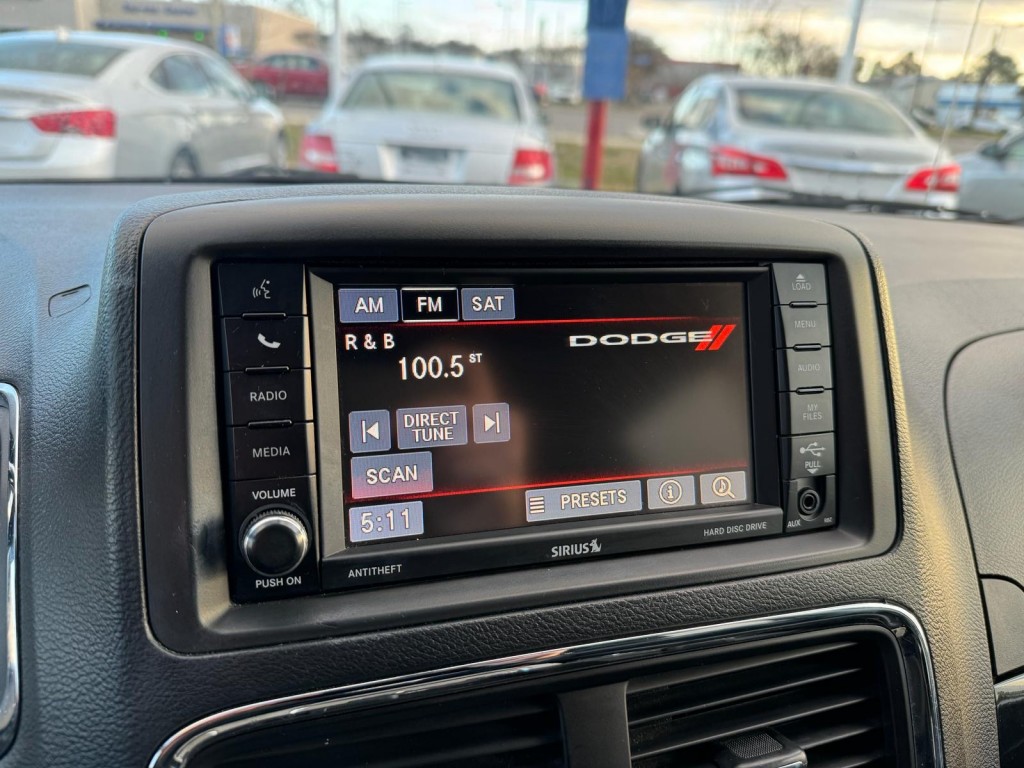 AM FM SAT
R & B
DODGE
100.5 ST
DIRECT
TUNE
SCAN
PRESETS
5:11
RADIO
MEDIA
VOLUME
PUSH ON
ANTITHEFT
SIRIUS
HARD DISC DRIVE
LOAD
MENU
AUDIO
MY
FILES
PULL
AUX